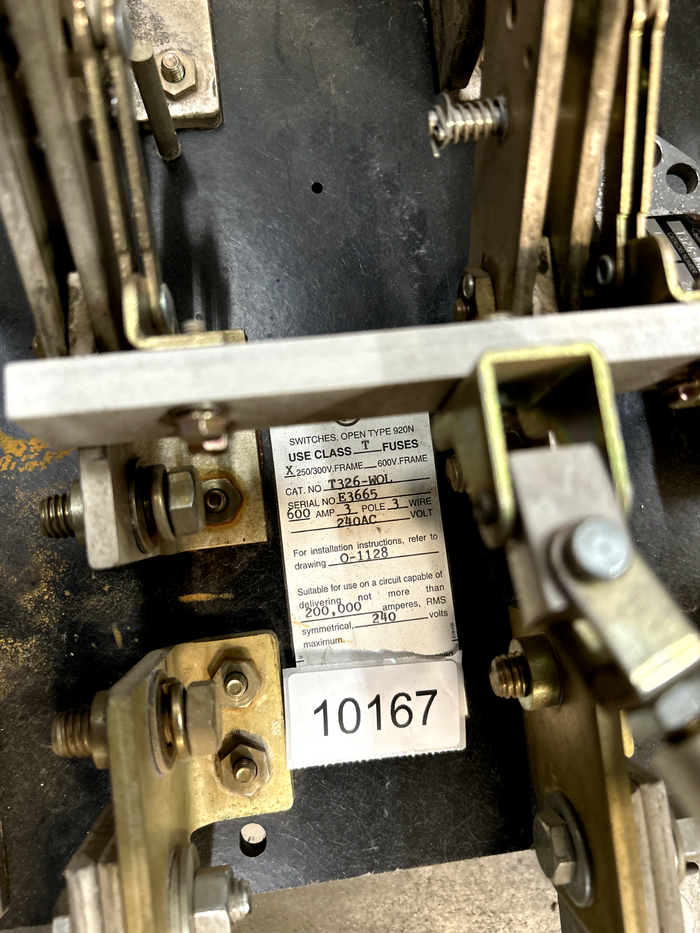 SWITCHES, OPEN TYPE 920N
USE CLASS T FUSES
X 250/300V.FRAME 600V.FRAME
CAT. NO T326-WOL
SERIAL NO E3665
600 AMP 3 POLE 3 WIRE
240AC VOLT
For installation instructions, refer to
drawing O-1128
Suitable for use on a circuit capable of
delivering not more than
200,000 amperes, RMS
symmetrical, 240 volts
maximum.
10167